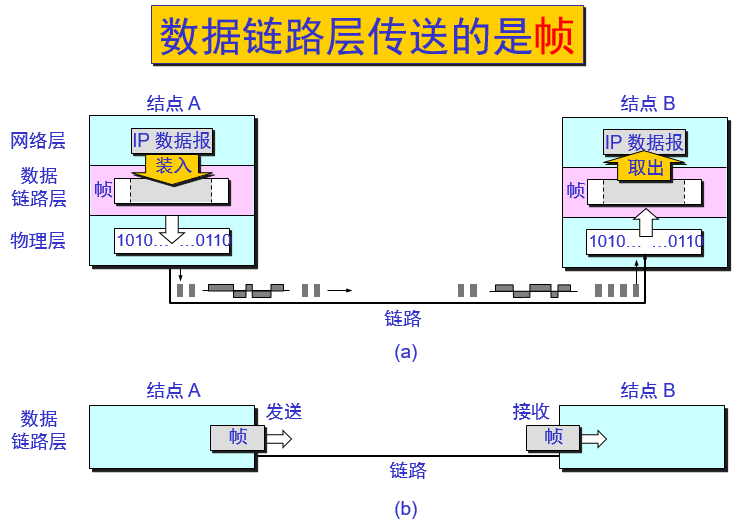 数据链路层传送的是帧
结点 A
结点 B
网络层
IP 数据报
IP 数据报
装入
取出
数据
链路层
帧
帧
物理层
1010… …0110
1010… …0110
链路
(a)
结点 A
结点 B
数据
链路层
发送
接收
帧
帧
链路
(b)